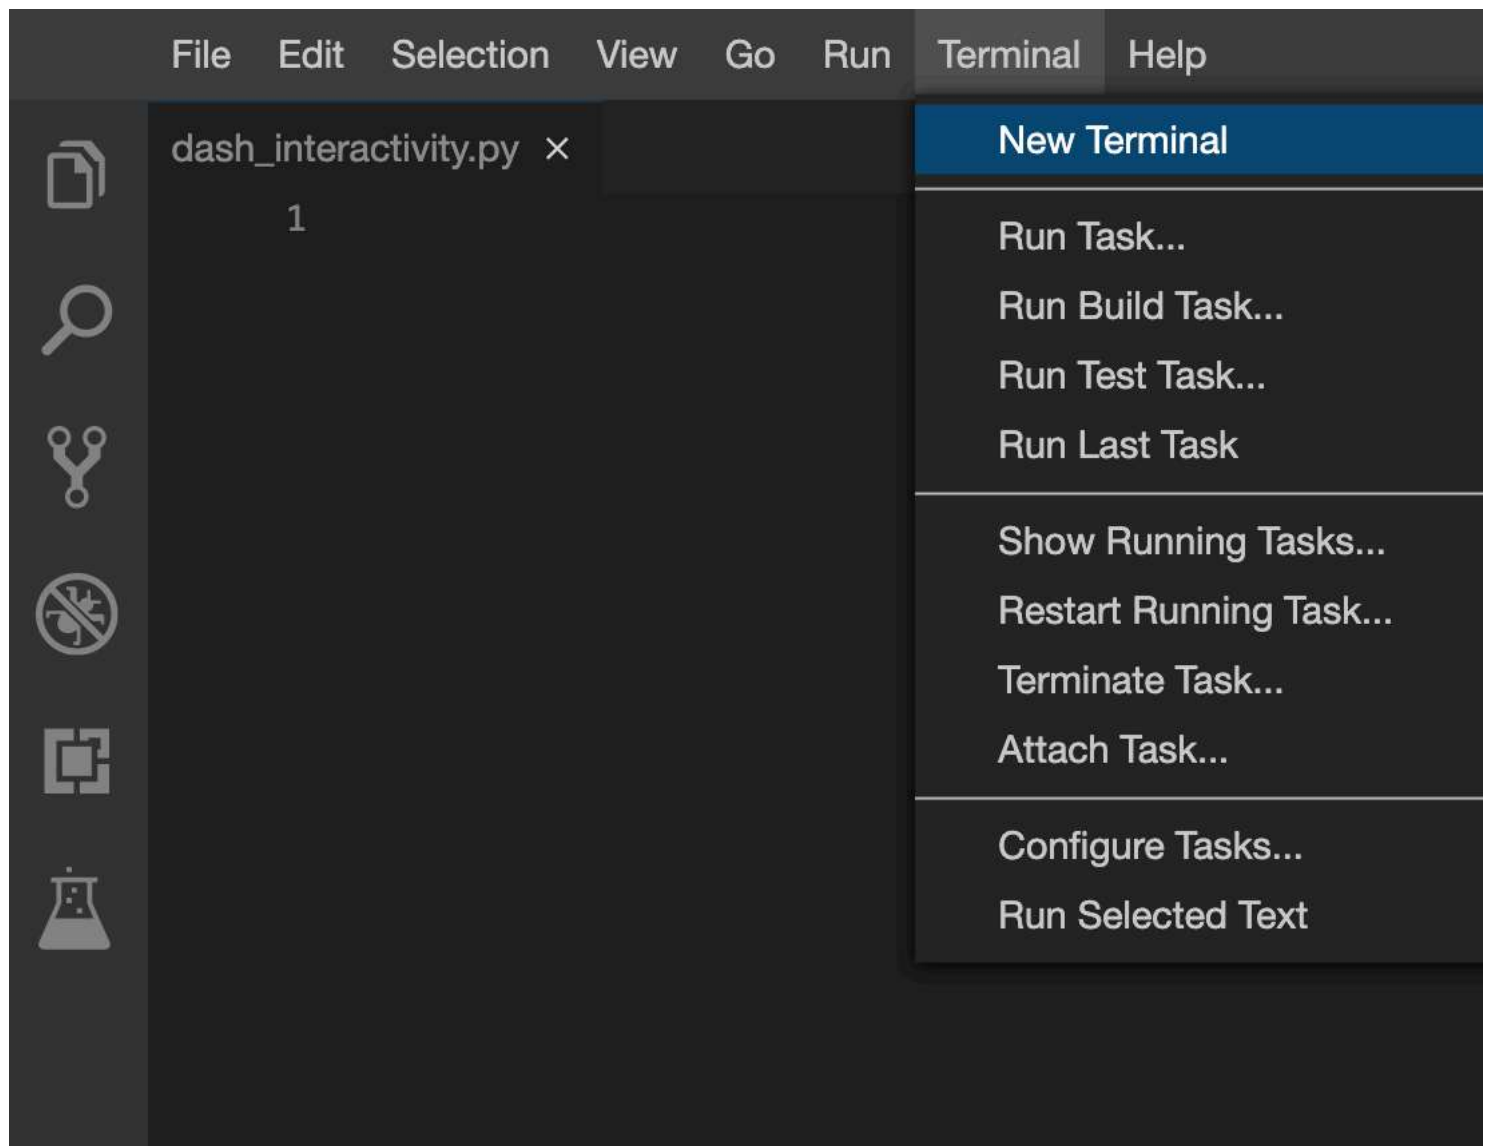 File Edit Selection View Go Run Terminal Help
dash_interactivity.py ×
1
New Terminal
Run Task...
Run Build Task...
Run Test Task...
Run Last Task
Show Running Tasks...
Restart Running Task...
Terminate Task...
Attach Task...
Configure Tasks...
Run Selected Text